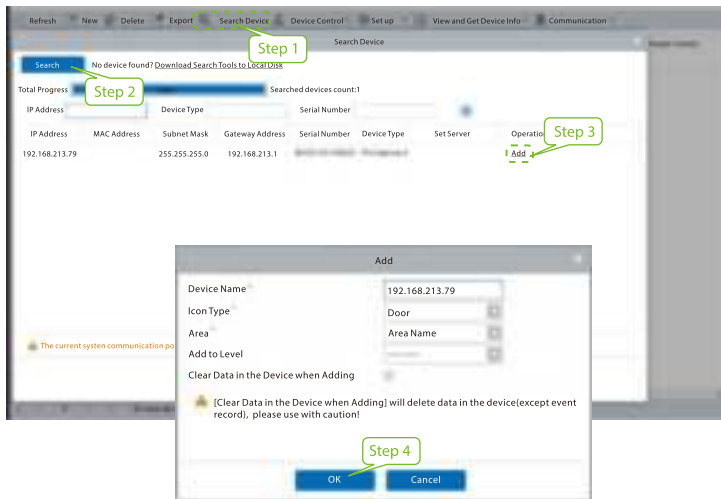 Refresh New Delete Export Search Device Device Control Set up View and Get Device Info Communication
Step 1
Search Device
Search No device found? Download Search Tools to Local Disk
Step 2
Total Progress Searched devices count:1
IP Address Device Type Serial Number
IP Address MAC Address Subnet Mask Gateway Address Serial Number Device Type Set Server Operation
Step 3
192.168.213.79 255.255.255.0 192.168.213.1 Add
Add
Device Name 192.168.213.79
Icon Type Door
Area Area Name
The current systen communication po
Add to Level
Clear Data in the Device when Adding
[Clear Data in the Device when Adding] will delete data in the device(except event
record), please use with caution!
Step 4
OK Cancel